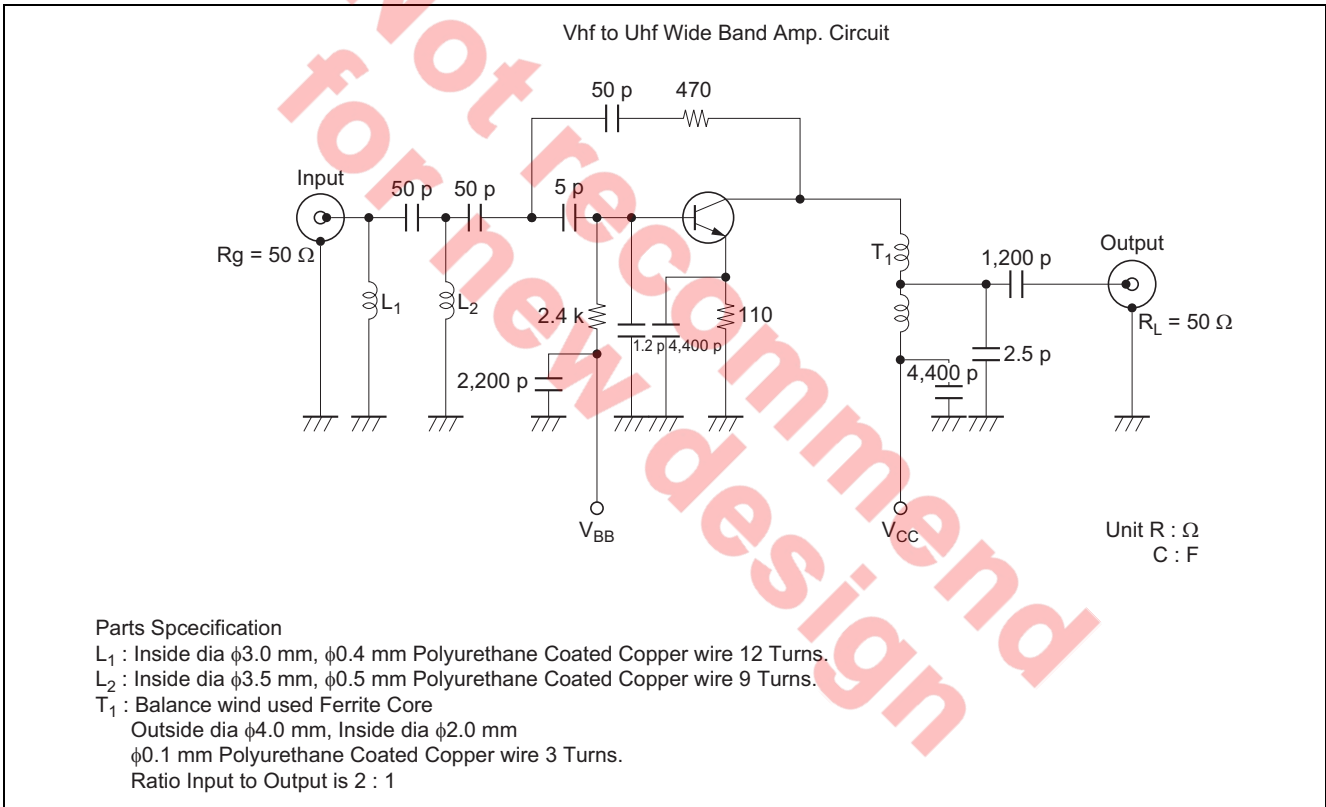 Vhf to Uhf Wide Band Amp. Circuit
50 p 470
Input
50 p 50 p 5 p
Rg = 50 Ω
L1 L2
T1
1,200 p
Output
RL = 50 Ω
2.4 k
1.2 p 4,400 p
110
2,200 p
4,400 p
2.5 p
VBB
VCC
Unit R : Ω
C : F
Parts Spcecification
L1 : Inside dia ϕ3.0 mm, ϕ0.4 mm Polyurethane Coated Copper wire 12 Turns.
L2 : Inside dia ϕ3.5 mm, ϕ0.5 mm Polyurethane Coated Copper wire 9 Turns.
T1 : Balance wind used Ferrite Core
Outside dia ϕ4.0 mm, Inside dia ϕ2.0 mm
ϕ0.1 mm Polyurethane Coated Copper wire 3 Turns.
Ratio Input to Output is 2 : 1
Not recommend
for new design